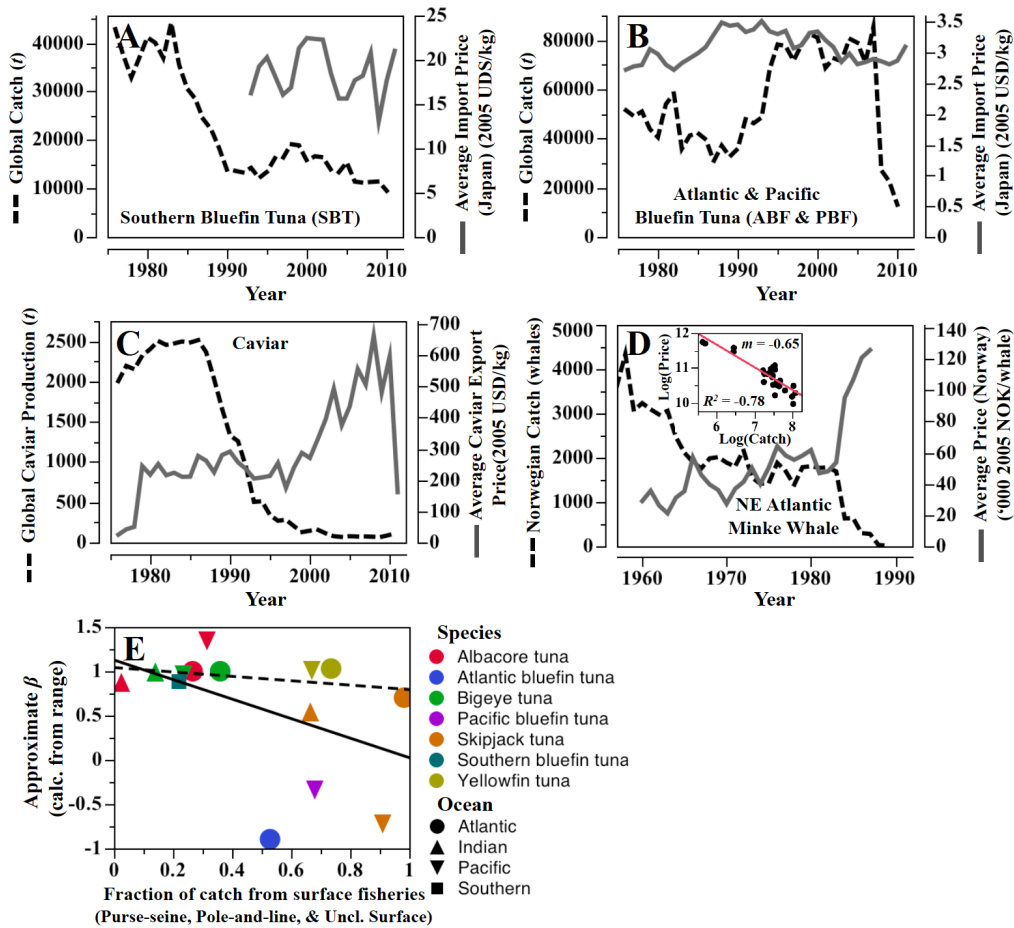 A
Global Catch (t)
40000
30000
20000
10000
0
25
20
15
10
5
0
Average Import Price
(Japan) (2005 UDS/kg)
Southern Bluefin Tuna (SBT)
1980
1990
2000
2010
Year
B
Global Catch (t)
80000
60000
40000
20000
0
3.5
3
2.5
2
1.5
1
0.5
0
Average Import Price
(Japan) (2005 USD/kg)
Atlantic & Pacific
Bluefin Tuna (ABF & PBF)
1980
1990
2000
2010
Year
C
Caviar
Global Caviar Production (t)
2500
2000
1500
1000
500
0
700
600
500
400
300
200
100
0
Average Caviar Export
Price(2005 USD/kg)
1980
1990
2000
2010
Year
D
Norwegian Catch (whales)
5000
4000
3000
2000
1000
0
140
120
100
80
60
40
20
0
Average Price (Norway)
('000 2005 NOK/whale)
12
11
10
Log(Price)
m = -0.65
R² = -0.78
6
7
8
Log(Catch)
NE Atlantic
Minke Whale
1960
1970
1980
1990
Year
E
Approximate β
(calc. from range)
1.5
1
0.5
0
-0.5
-1
0
0.2
0.4
0.6
0.8
1
Fraction of catch from surface fisheries
(Purse-seine, Pole-and-line, & Uncl. Surface)
Species
Albacore tuna
Atlantic bluefin tuna
Bigeye tuna
Pacific bluefin tuna
Skipjack tuna
Southern bluefin tuna
Yellowfin tuna
Ocean
Atlantic
Indian
Pacific
Southern